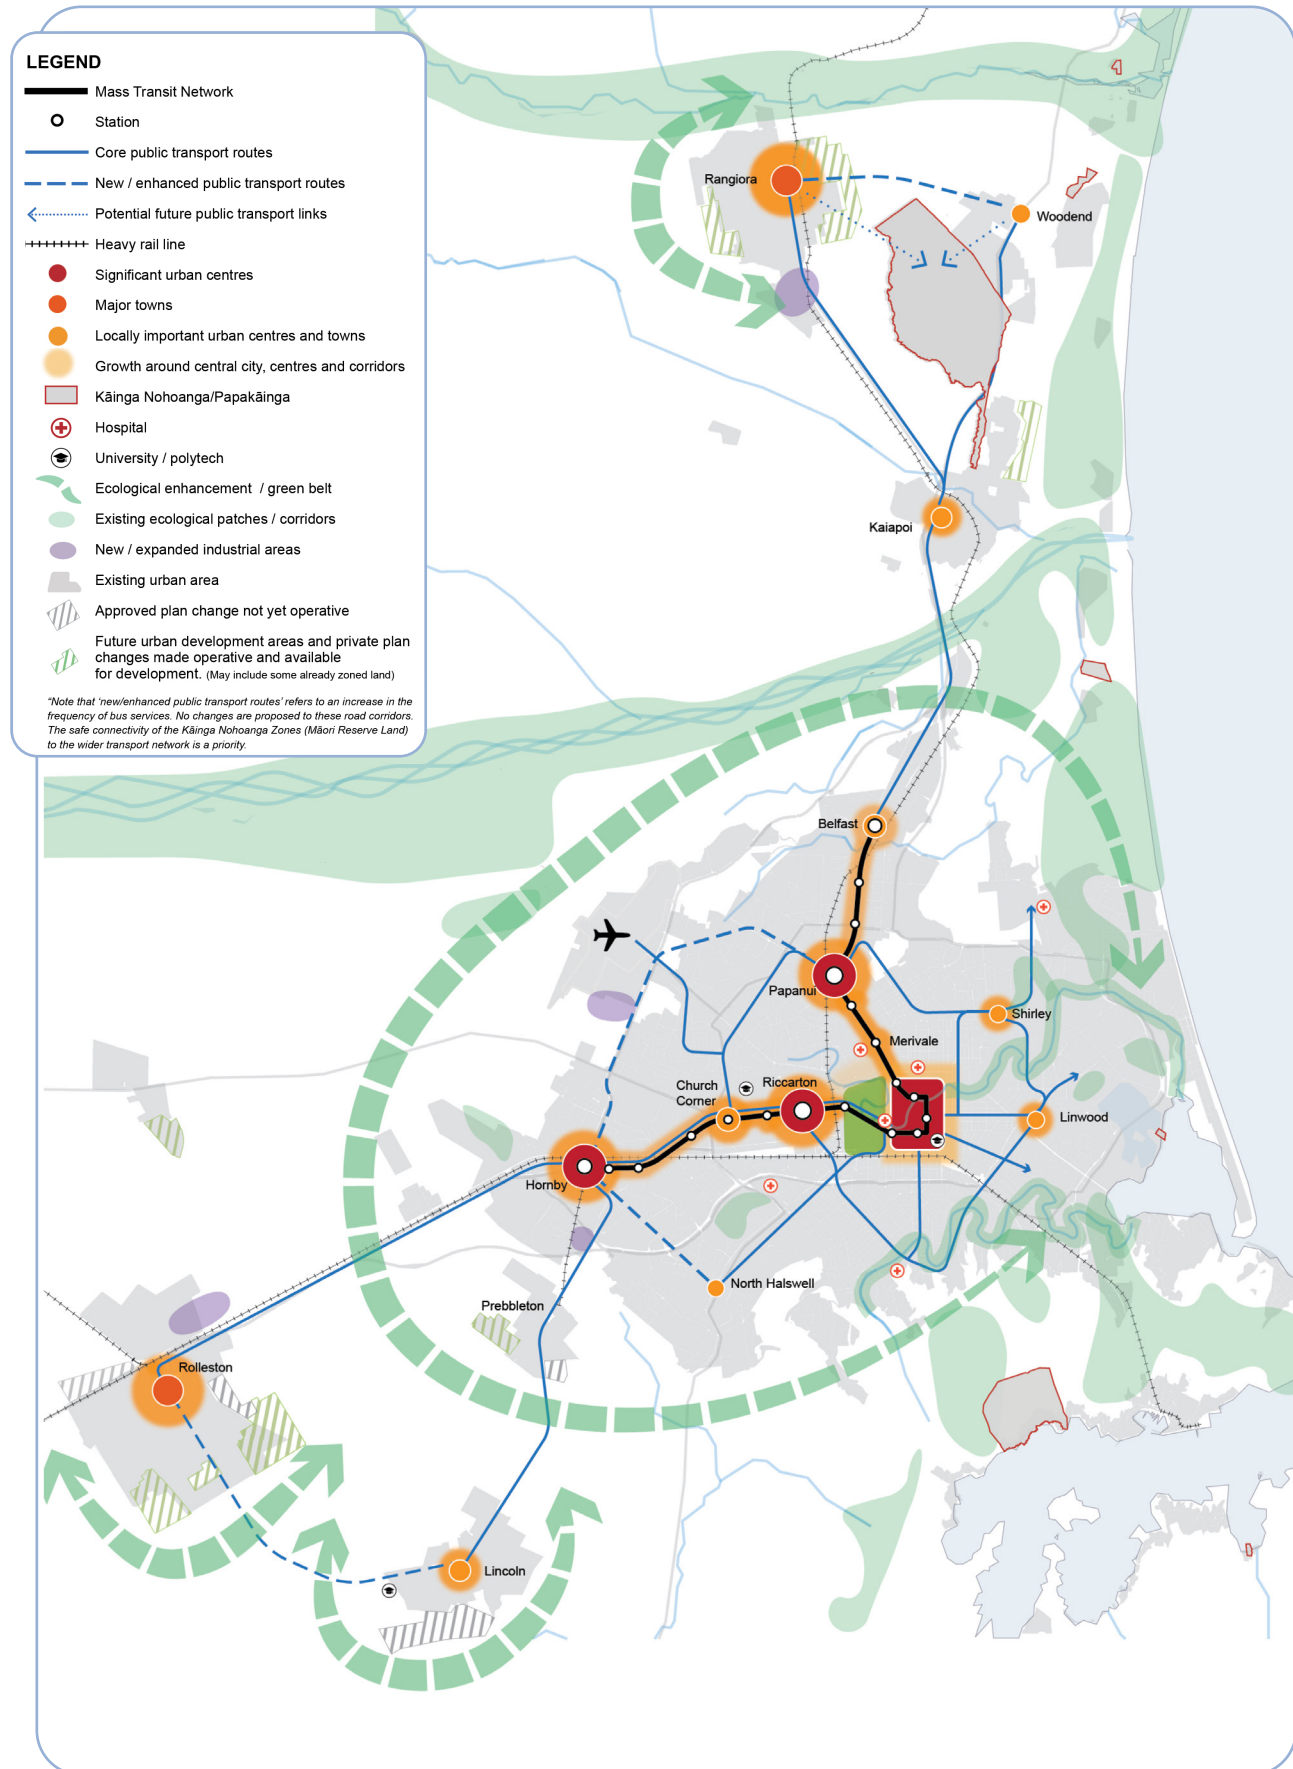 LEGEND
Mass Transit Network
Station
Core public transport routes
New / enhanced public transport routes
Potential future public transport links
Heavy rail line
Significant urban centres
Major towns
Locally important urban centres and towns
Growth around central city, centres and corridors
Kāinga Nohoanga/Papakāinga
Hospital
University / polytech
Ecological enhancement / green belt
Existing ecological patches / corridors
New / expanded industrial areas
Existing urban area
Approved plan change not yet operative
Future urban development areas and private plan
changes made operative and available
for development. (May include some already zoned land)
"Note that 'new/enhanced public transport routes' refers to an increase in the
frequency of bus services. No changes are proposed to these road corridors.
The safe connectivity of the Kāinga Nohoanga Zones (Māori Reserve Land)
to the wider transport network is a priority.
Rangiora
Woodend
Kaiapoi
Belfast
Papanui
Shirley
Merivale
Church
Corner
Riccarton
Linwood
Hornby
North Halswell
Prebbleton
Rolleston
Lincoln